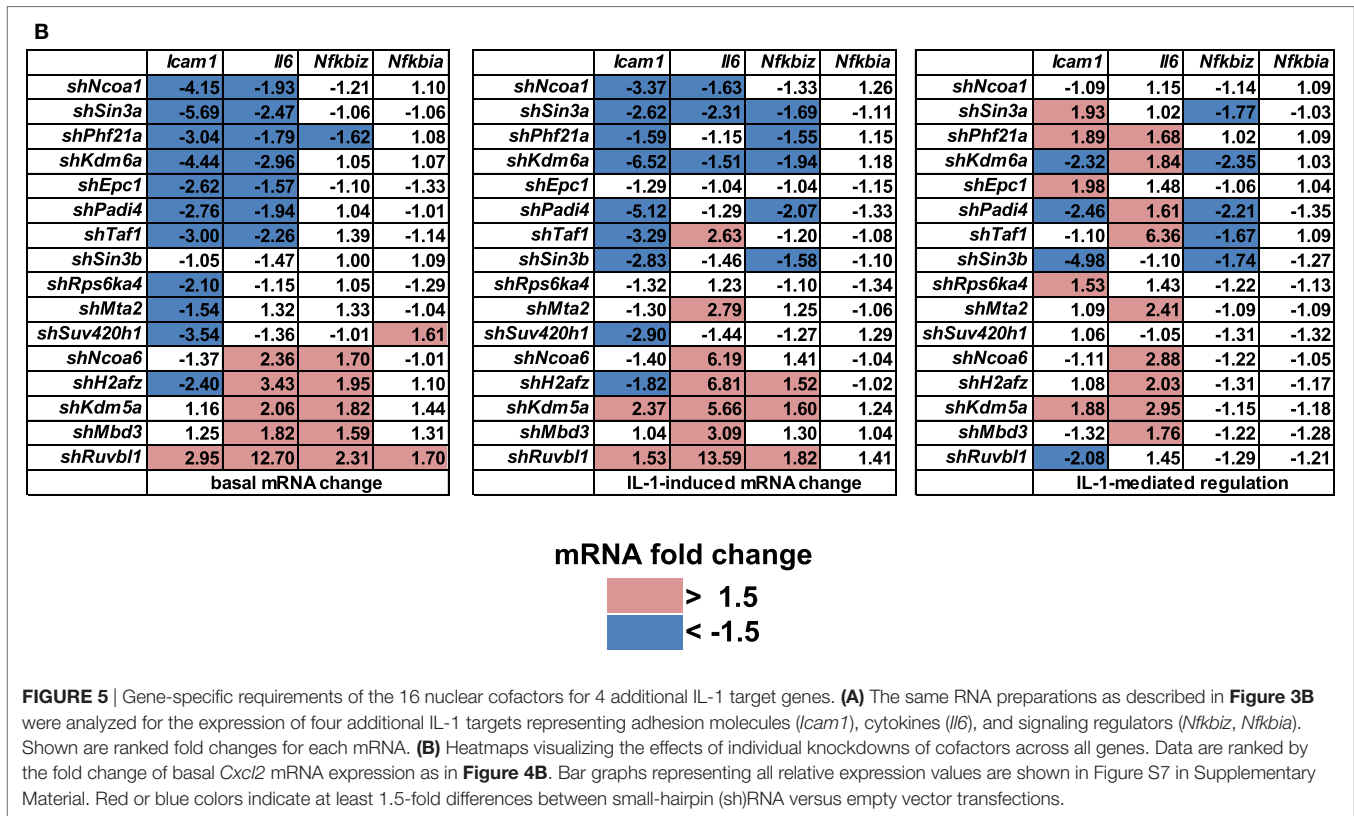 B
Icam1 Il6 Nfkbiz Nfkbia Icam1 Il6 Nfkbiz Nfkbia Icam1 Il6 Nfkbiz Nfkbia
shNcoa1 -4.15 -1.93 -1.21 1.10 shNcoa1 -3.37 -1.63 -1.33 1.26 shNcoa1 -1.09 1.15 -1.14 1.09
shSin3a -5.69 -2.47 -1.06 -1.06 shSin3a -2.62 -2.31 -1.69 -1.11 shSin3a 1.93 1.02 -1.77 -1.03
shPhf21a -3.04 -1.79 -1.62 1.08 shPhf21a -1.59 -1.15 -1.55 1.15 shPhf21a 1.89 1.68 1.02 1.09
shKdm6a -4.44 -2.96 1.05 1.07 shKdm6a -6.52 -1.51 -1.94 1.18 shKdm6a -2.32 1.84 -2.35 1.03
shEpc1 -2.62 -1.57 -1.10 -1.33 shEpc1 -1.29 -1.04 -1.04 -1.15 shEpc1 1.98 1.48 -1.06 1.04
shPadi4 -2.76 -1.94 1.04 -1.01 shPadi4 -5.12 -1.29 -2.07 -1.33 shPadi4 -2.46 1.61 -2.21 -1.35
shTaf1 -3.00 -2.26 1.39 -1.14 shTaf1 -3.29 2.63 -1.20 -1.08 shTaf1 -1.10 6.36 -1.67 1.09
shSin3b -1.05 -1.47 1.00 1.09 shSin3b -2.83 -1.46 -1.58 -1.10 shSin3b -4.98 -1.10 -1.74 -1.27
shRps6ka4 -2.10 -1.15 1.05 -1.29 shRps6ka4 -1.32 1.23 -1.10 -1.34 shRps6ka4 1.53 1.43 -1.22 -1.13
shMta2 -1.54 1.32 1.33 -1.04 shMta2 -1.30 2.79 1.25 -1.06 shMta2 1.09 2.41 -1.09 -1.09
shSuv420h1 -3.54 -1.36 -1.01 1.61 shSuv420h1 -2.90 -1.44 -1.27 1.29 shSuv420h1 1.06 -1.05 -1.31 -1.32
shNcoa6 -1.37 2.36 1.70 -1.01 shNcoa6 -1.40 6.19 1.41 -1.04 shNcoa6 -1.11 2.88 -1.22 -1.05
shH2afz -2.40 3.43 1.95 1.10 shH2afz -1.82 6.81 1.52 -1.02 shH2afz 1.08 2.03 -1.31 -1.17
shKdm5a 1.16 2.06 1.82 1.44 shKdm5a 2.37 5.66 1.60 1.24 shKdm5a 1.88 2.95 -1.15 -1.18
shMbd3 1.25 1.82 1.59 1.31 shMbd3 1.04 3.09 1.30 1.04 shMbd3 -1.32 1.76 -1.22 -1.28
shRuvbl1 2.95 12.70 2.31 1.70 shRuvbl1 1.53 13.59 1.82 1.41 shRuvbl1 -2.08 1.45 -1.29 -1.21
basal mRNA change IL-1-induced mRNA change IL-1-mediated regulation
mRNA fold change
> 1.5
< -1.5
FIGURE 5 | Gene-specific requirements of the 16 nuclear cofactors for 4 additional IL-1 target genes. (A) The same RNA preparations as described in Figure 3B
were analyzed for the expression of four additional IL-1 targets representing adhesion molecules (Icam1), cytokines (Il6), and signaling regulators (Nfkbiz, Nfkbia).
Shown are ranked fold changes for each mRNA. (B) Heatmaps visualizing the effects of individual knockdowns of cofactors across all genes. Data are ranked by
the fold change of basal Cxcl2 mRNA expression as in Figure 4B. Bar graphs representing all relative expression values are shown in Figure S7 in Supplementary
Material. Red or blue colors indicate at least 1.5-fold differences between small-hairpin (sh)RNA versus empty vector transfections.